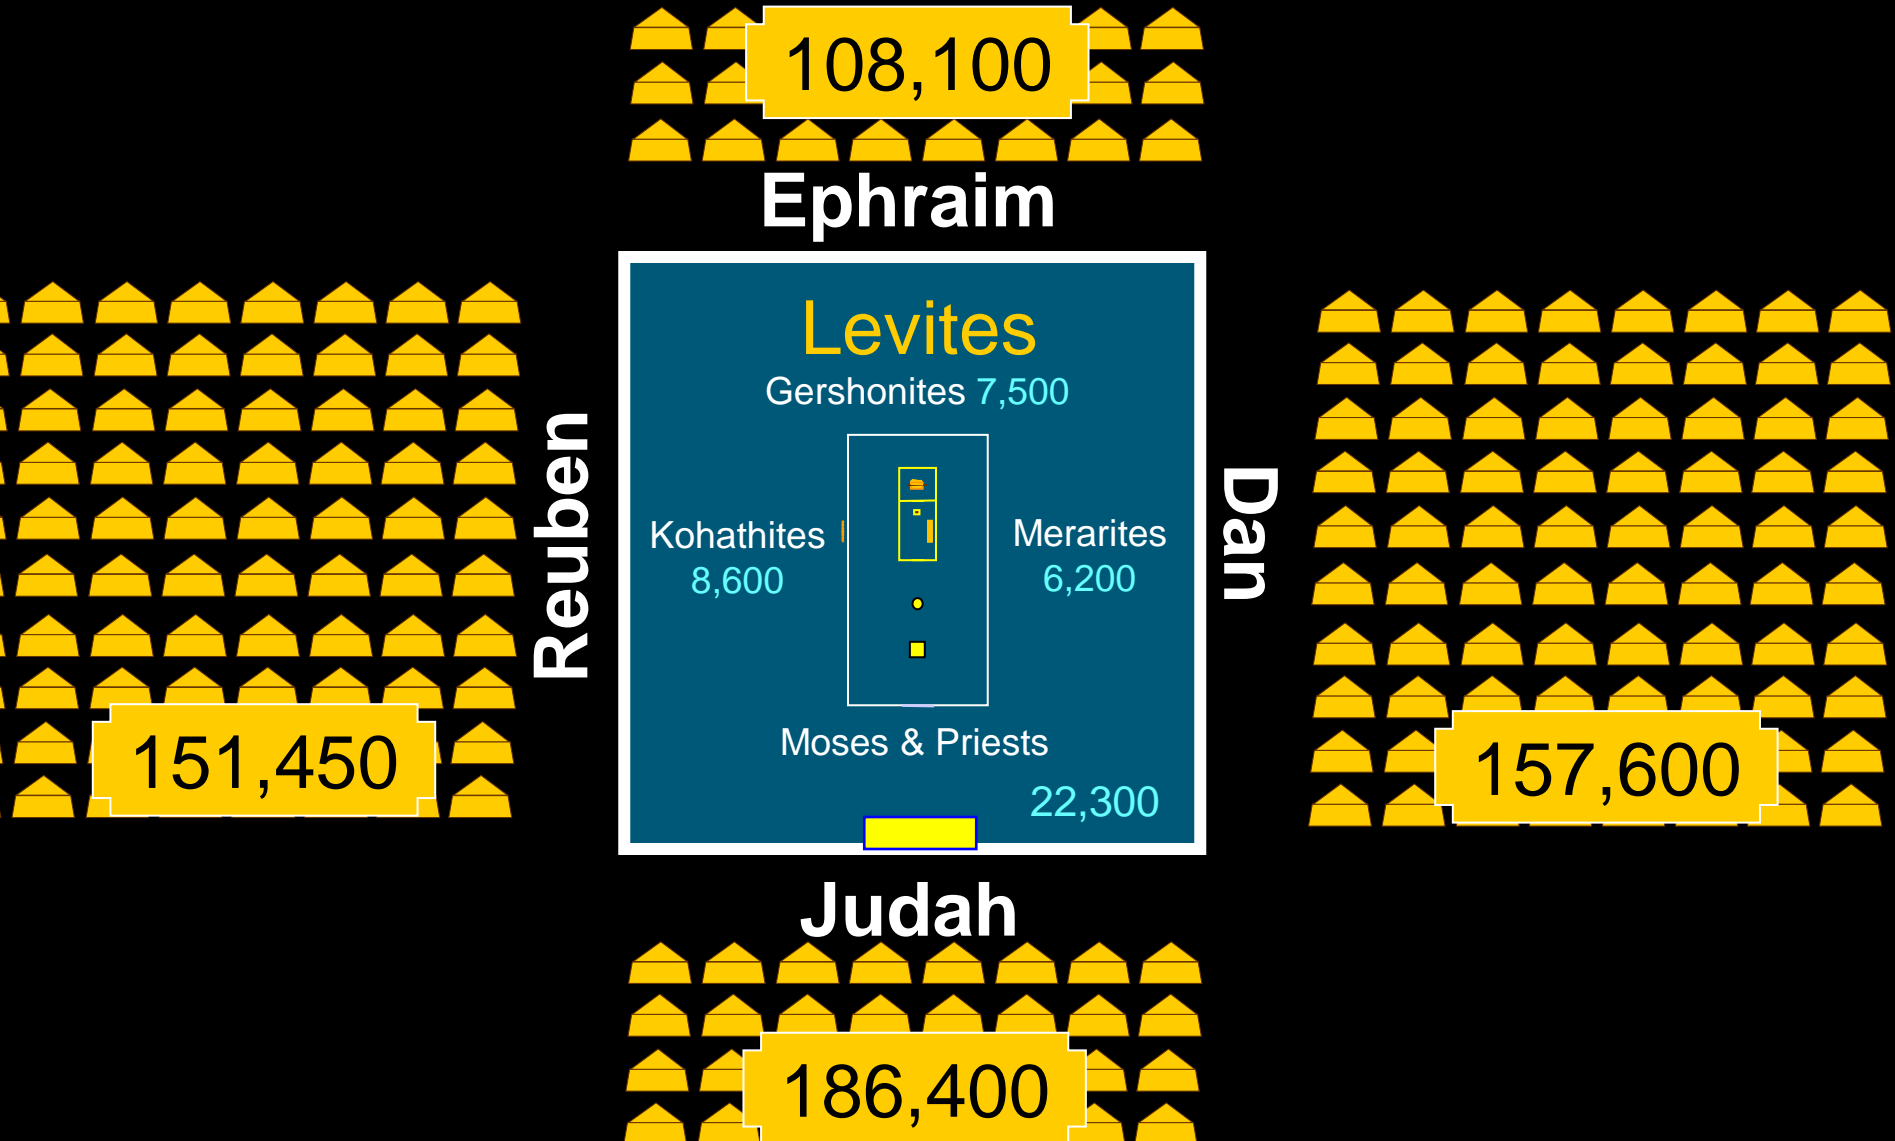 108,100
Ephraim
Levites
Gershonites 7,500
Reuben
Kohathites
8,600
Merarites
6,200
Dan
Moses & Priests
151,450
157,600
22,300
Judah
186,400